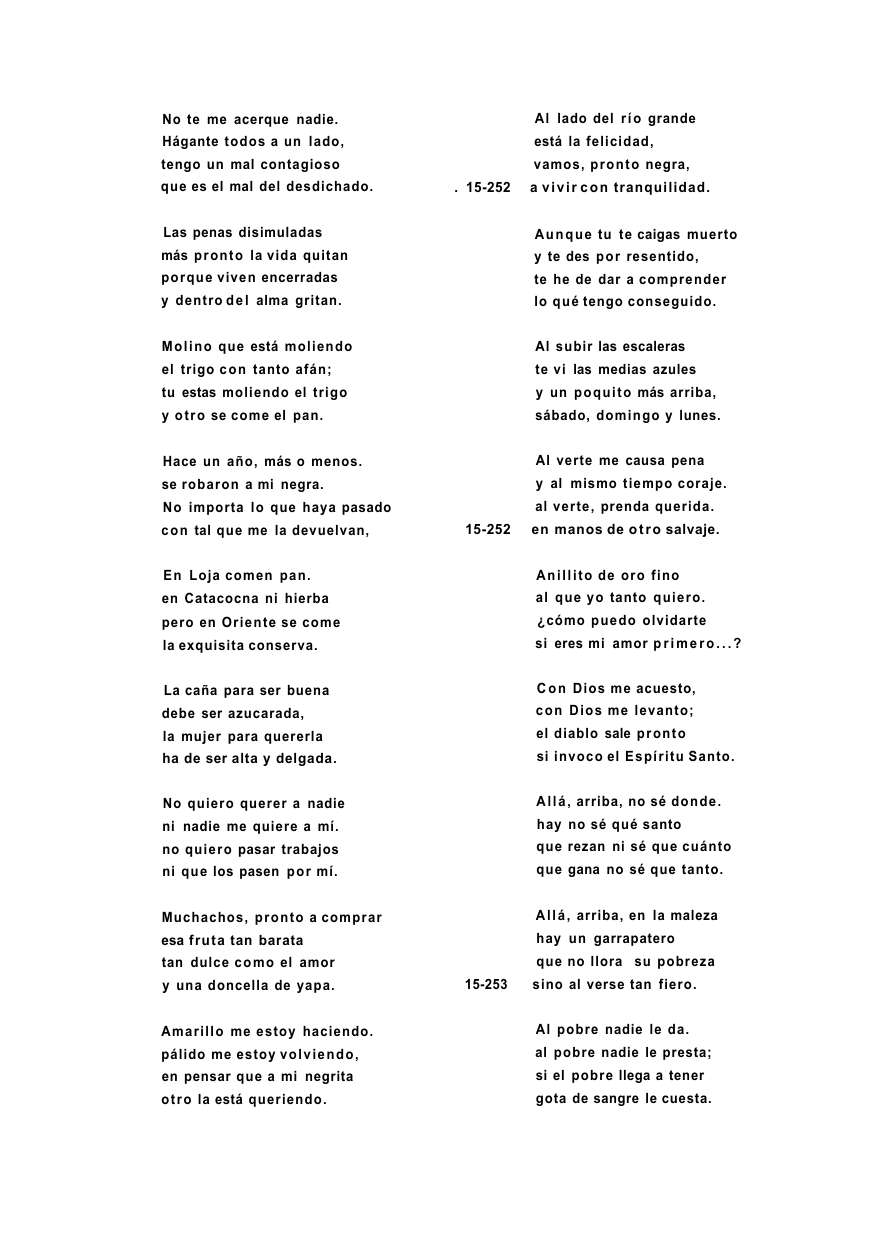 No te me acerque nadie.
Hágante todos a un lado,
tengo un mal contagioso
que es el mal del desdichado.

Las penas disimuladas
más pronto la vida quitan
porque viven encerradas
y dentro del alma gritan.

Molino que está moliendo
el trigo con tanto afán;
tu estas moliendo el trigo
y otro se come el pan.

Hace un año, más o menos.
se robaron a mi negra.
No importa lo que haya pasado
con tal que me la devuelvan,

En Loja comen pan.
en Catacocna ni hierba
pero en Oriente se come
la exquisita conserva.

La caña para ser buena
debe ser azucarada,
la mujer para quererla
ha de ser alta y delgada.

No quiero querer a nadie
ni nadie me quiere a mí.
no quiero pasar trabajos
ni que los pasen por mí.

Muchachos, pronto a comprar
esa fruta tan barata
tan dulce como el amor
y una doncella de yapa.

Amarillo me estoy haciendo.
pálido me estoy volviendo,
en pensar que a mi negrita
otro la está queriendo.

Al lado del río grande
está la felicidad,
vamos, pronto negra,
. 15-252 a vivir con tranquilidad.

Aunque tu te caigas muerto
y te des por resentido,
te he de dar a comprender
lo qué tengo conseguido.

Al subir las escaleras
te vi las medias azules
y un poquito más arriba,
sábado, domingo y lunes.

Al verte me causa pena
y al mismo tiempo coraje.
al verte, prenda querida.
15-252 en manos de otro salvaje.

Anillito de oro fino
al que yo tanto quiero.
¿cómo puedo olvidarte
si eres mi amor primero...?

Con Dios me acuesto,
con Dios me levanto;
el diablo sale pronto
si invoco el Espíritu Santo.

Allá, arriba, no sé donde.
hay no sé qué santo
que rezan ni sé que cuánto
que gana no sé que tanto.

Allá, arriba, en la maleza
hay un garrapatero
que no llora su pobreza
15-253 sino al verse tan fiero.

Al pobre nadie le da.
al pobre nadie le presta;
si el pobre llega a tener
gota de sangre le cuesta.